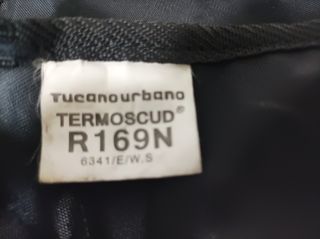 Tucanourbano
TERMOSCUD®
R169N
6341/E/W.S